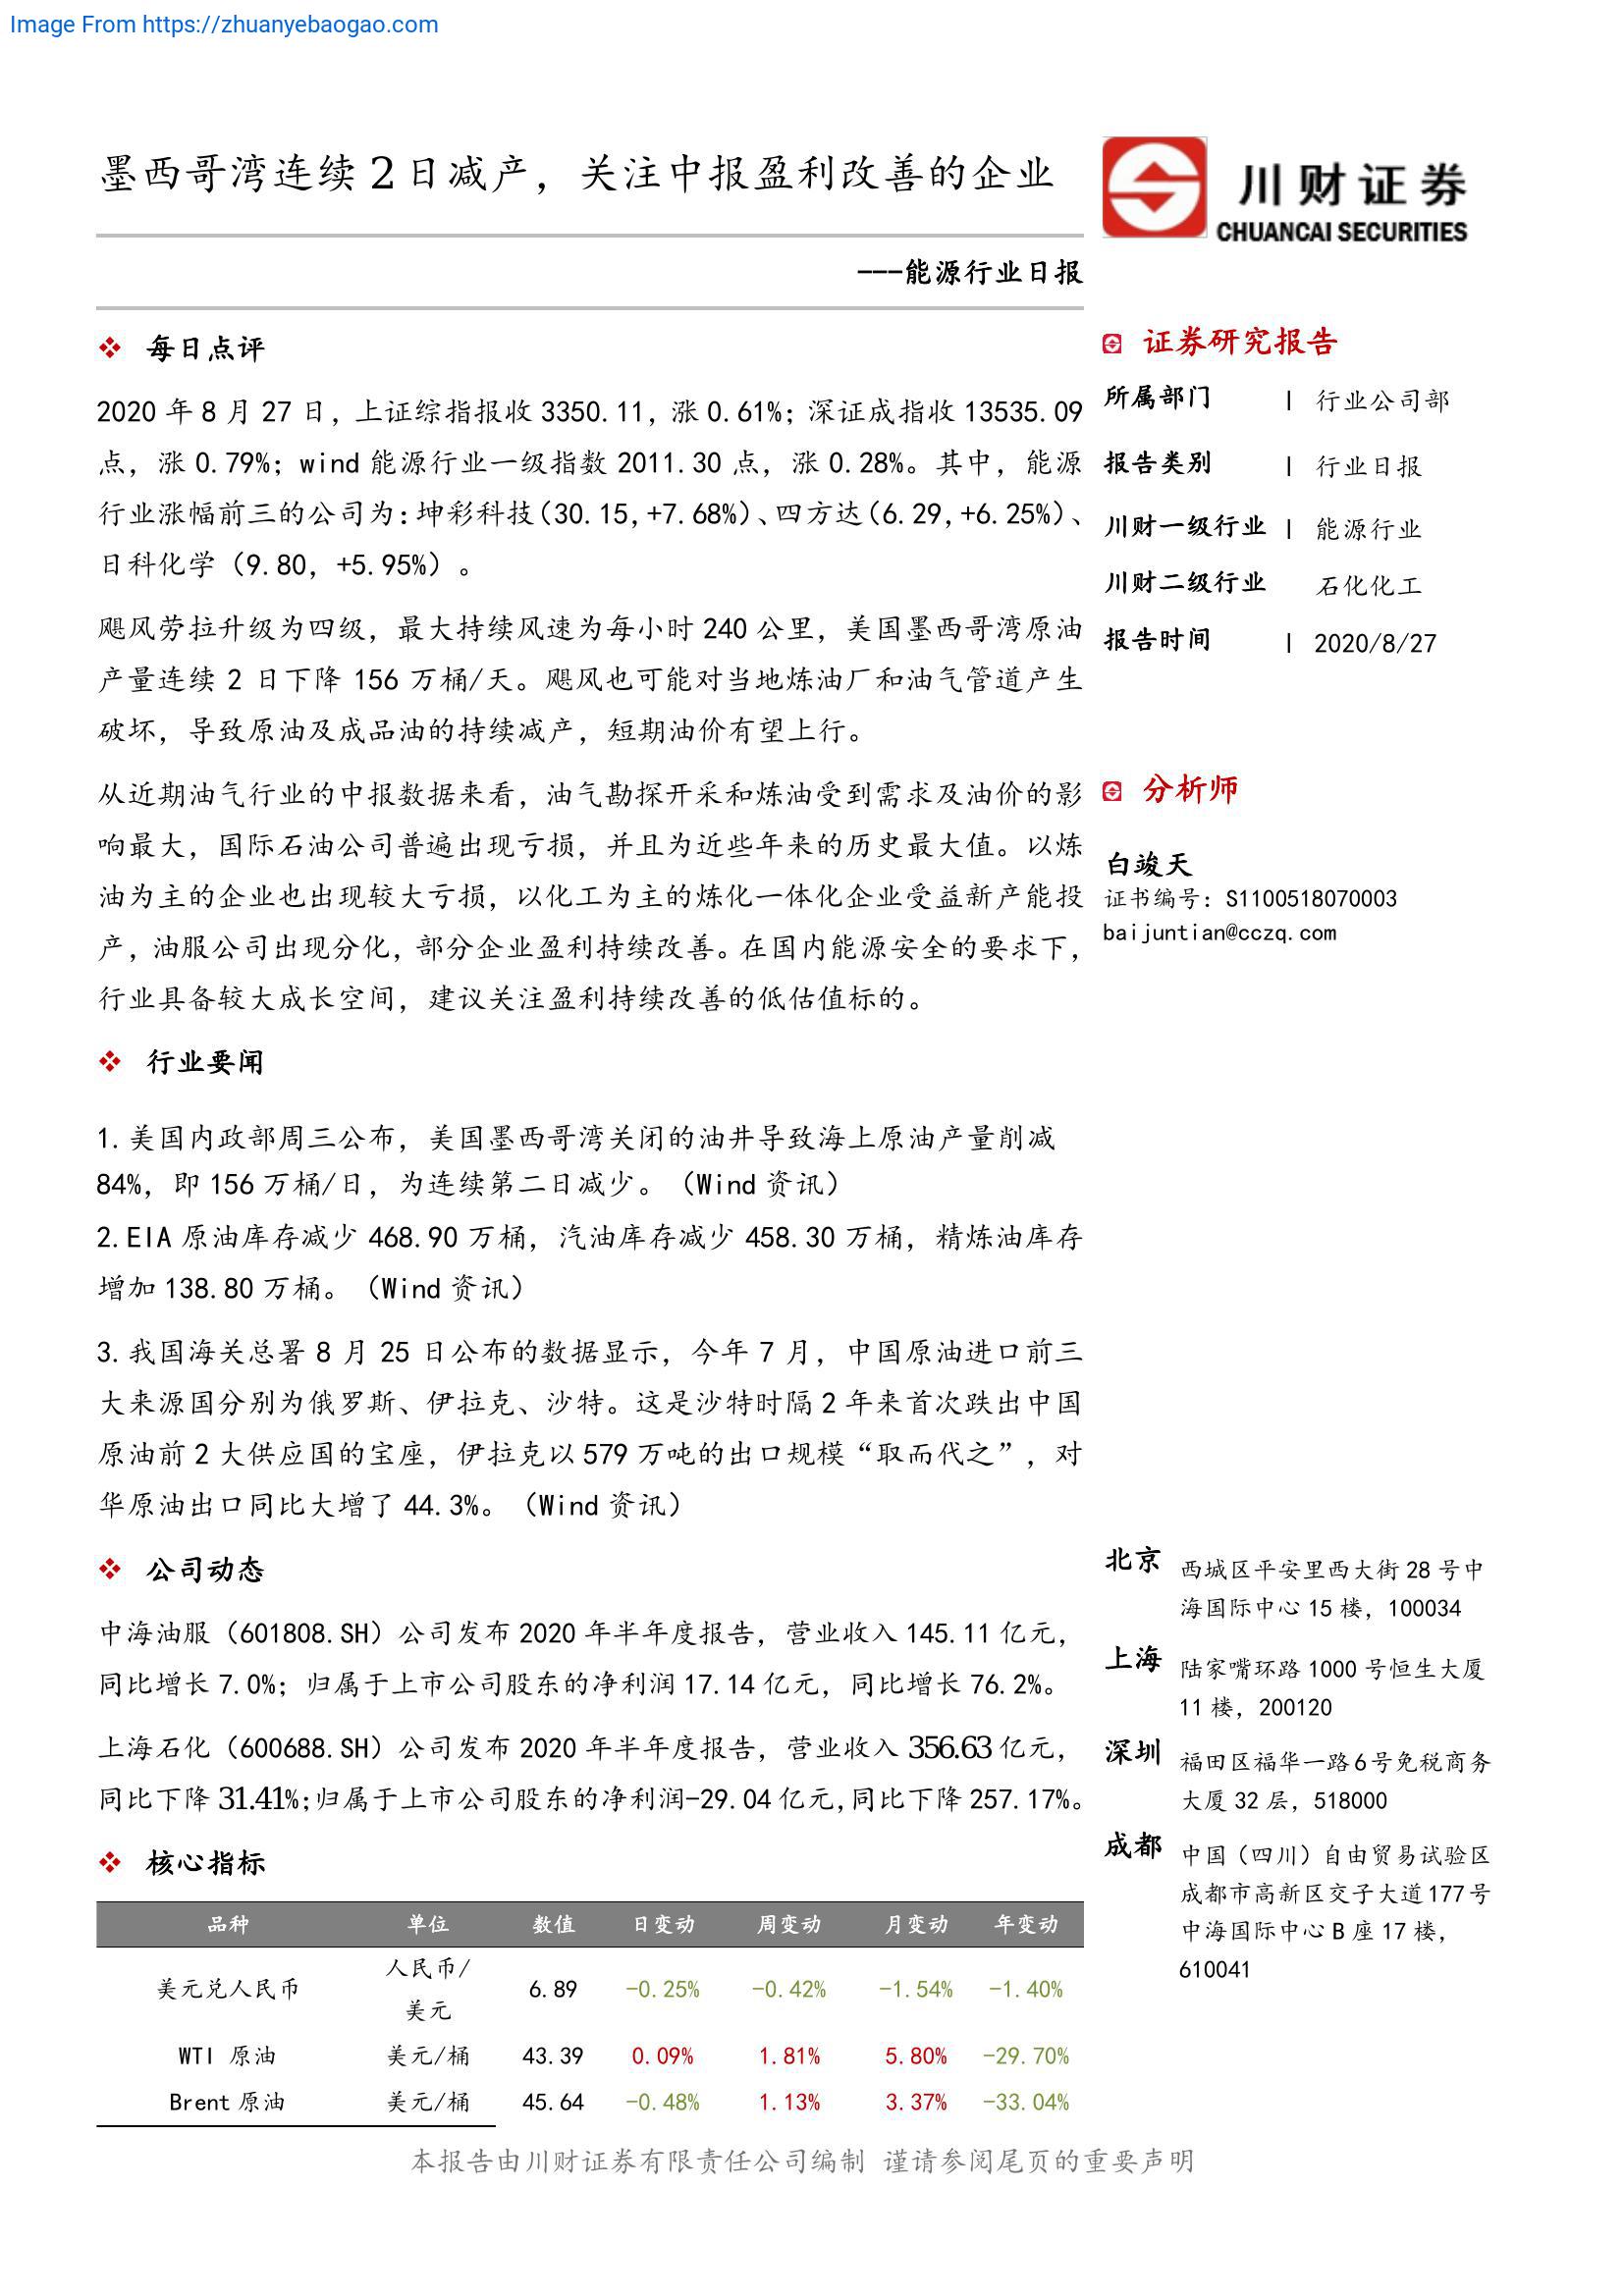 Image From https://zhuanyebaogao.com
墨西哥湾连续 2 日减产，关注中报盈利改善的企业
川财证券
CHUANCAI SECURITIES
---能源行业日报
❖ 每日点评
2020 年 8 月 27 日，上证综指报收 3350.11，涨 0.61%；深证成指收 13535.09
点，涨 0.79%；wind 能源行业一级指数 2011.30 点，涨 0.28%。其中，能源
行业涨幅前三的公司为：坤彩科技（30.15，+7.68%）、四方达（6.29，+6.25%）、
日科化学（9.80，+5.95%）。
飓风劳拉升级为四级，最大持续风速为每小时 240 公里，美国墨西哥湾原油
产量连续 2 日下降 156 万桶/天。飓风也可能对当地炼油厂和油气管道产生
破坏，导致原油及成品油的持续减产，短期油价有望上行。
从近期油气行业的中报数据来看，油气勘探开采和炼油受到需求及油价的影
响最大，国际石油公司普遍出现亏损，并且为近些年来的历史最大值。以炼
油为主的企业也出现较大亏损，以化工为主的炼化一体化企业受益新产能投
产，油服公司出现分化，部分企业盈利持续改善。在国内能源安全的要求下，
行业具备较大成长空间，建议关注盈利持续改善的低估值标的。
❖ 行业要闻
1.美国内政部周三公布，美国墨西哥湾关闭的油井导致海上原油产量削减
84%，即 156 万桶/日，为连续第二日减少。（Wind 资讯）
2.EIA 原油库存减少 468.90 万桶，汽油库存减少 458.30 万桶，精炼油库存
增加 138.80 万桶。（Wind 资讯）
3.我国海关总署 8 月 25 日公布的数据显示，今年 7 月，中国原油进口前三
大来源国分别为俄罗斯、伊拉克、沙特。这是沙特时隔 2 年来首次跌出中国
原油前 2 大供应国的宝座，伊拉克以 579 万吨的出口规模“取而代之”，对
华原油出口同比大增了 44.3%。（Wind 资讯）
❖ 公司动态
中海油服（601808.SH）公司发布 2020 年半年度报告，营业收入 145.11 亿元，
同比增长 7.0%；归属于上市公司股东的净利润 17.14 亿元，同比增长 76.2%。
上海石化（600688.SH）公司发布 2020 年半年度报告，营业收入 356.63 亿元，
同比下降 31.41%；归属于上市公司股东的净利润-29.04 亿元，同比下降 257.17%。
❖ 核心指标
品种 单位 数值 日变动 周变动 月变动 年变动
美元兑人民币 人民币/美元 6.89 -0.25% -0.42% -1.54% -1.40%
WTI 原油 美元/桶 43.39 0.09% 1.81% 5.80% -29.70%
Brent 原油 美元/桶 45.64 -0.48% 1.13% 3.37% -33.04%
证券研究报告
所属部门 | 行业公司部
报告类别 | 行业日报
川财一级行业 | 能源行业
川财二级行业 石化化工
报告时间 | 2020/8/27
分析师
白竣天
证书编号：S1100518070003
baijuntian@cczq.com
北京 西城区平安里西大街 28 号中
海国际中心 15 楼，100034
上海 陆家嘴环路 1000 号恒生大厦
11 楼，200120
深圳 福田区福华一路 6 号免税商务
大厦 32 层，518000
成都 中国（四川）自由贸易试验区
成都市高新区交子大道 177 号
中海国际中心 B 座 17 楼，
610041
本报告由川财证券有限责任公司编制 谨请参阅尾页的重要声明